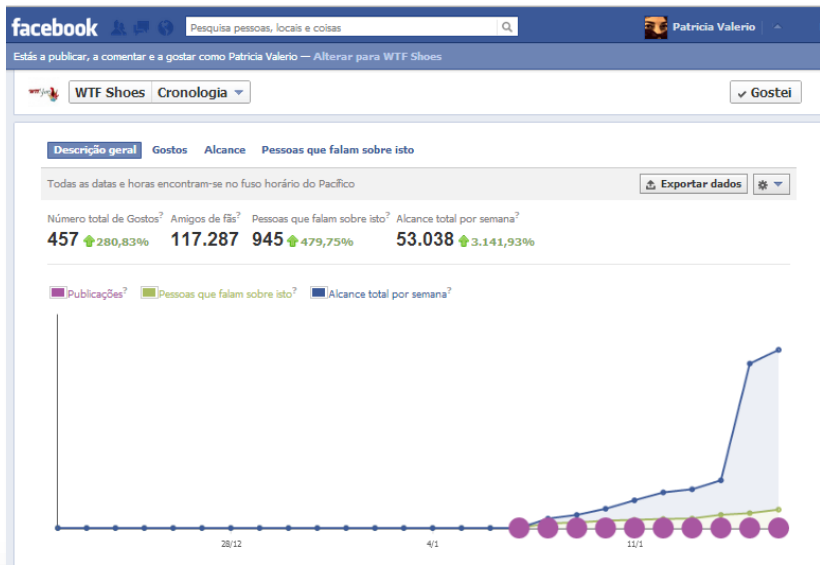 facebook Pesquisa pessoas, locais e coisas Patricia Valerio
Estás a publicar, a comentar e a gostar como Patricia Valerio — Alterar para WTF Shoes
WTF Shoes Cronologia Gostei
Descrição geral Gostos Alcance Pessoas que falam sobre isto
Todas as datas e horas encontram-se no fuso horário do Pacífico Exportar dados
Número total de Gostos? Amigos de fãs? Pessoas que falam sobre isto? Alcance total por semana?
457 280,83% 117.287 945 479,75% 53.038 3.141,93%
Publicações? Pessoas que falam sobre isto? Alcance total por semana?
28/12 4/1 11/1